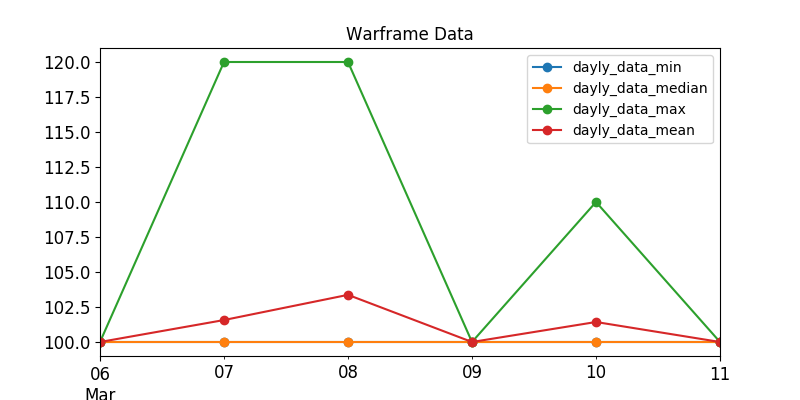 Warframe Data
120.0
117.5
115.0
112.5
110.0
107.5
105.0
102.5
100.0
dayly_data_min
dayly_data_median
dayly_data_max
dayly_data_mean
06 07 08 09 10 11
Mar